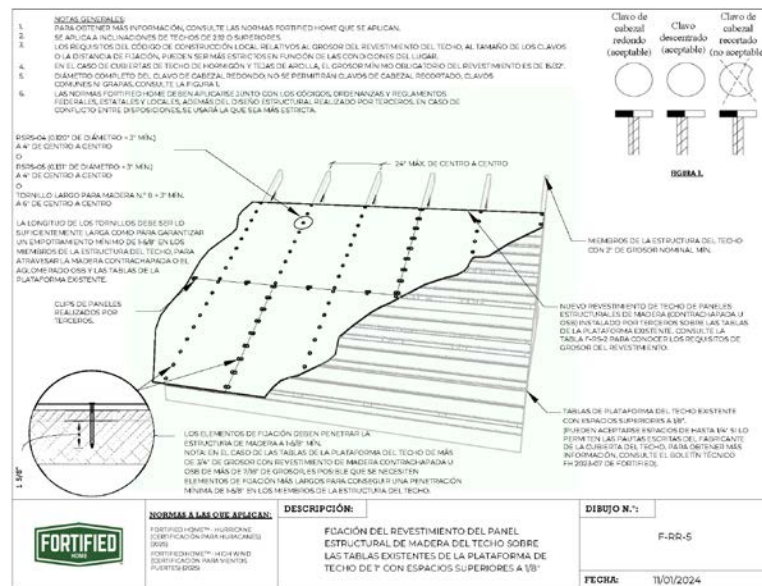 NOTAS GENERALES:
1. PARA OBTENER MÁS INFORMACIÓN, CONSULTE LAS NORMAS FORTIFIED HOME QUE SE APLICAN.
2. SE APLICA A INCLINACIONES DE TECHOS DE 2:12 O SUPERIORES.
3. LOS REQUISITOS DEL CÓDIGO DE CONSTRUCCIÓN LOCAL RELATIVOS AL GROSOR DEL REVESTIMIENTO DEL TECHO, AL TAMAÑO DE LOS CLAVOS
O LA DISTANCIA DE FIJACIÓN, PUEDEN SER MÁS ESTRICTOS EN FUNCIÓN DE LAS CONDICIONES DEL LUGAR.
4. EN EL CASO DE CUBIERTAS DE TECHO DE HORMIGÓN Y TEJAS DE ARCILLA, EL GROSOR MÍNIMO OBLIGATORIO DEL REVESTIMIENTO ES DE 15/32".
5. DIÁMETRO COMPLETO DEL CLAVO DE CABEZAL REDONDO, NO SE PERMITIRÁN CLAVOS DE CABEZAL RECORTADO, CLAVOS
COMUNES NI GRAPAS, CONSULTE LA FIGURA 1.
6. LAS NORMAS FORTIFIED HOME DEBEN APLICARSE JUNTO CON LOS CÓDIGOS, ORDENANZAS Y REGLAMENTOS
FEDERALES, ESTATALES Y LOCALES, ADEMÁS DEL DISEÑO ESTRUCTURAL REALIZADO POR TERCEROS. EN CASO DE
CONFLICTO ENTRE DISPOSICIONES, SE USARÁ LA QUE SEA MÁS ESTRICTA.
Clavo de
cabezal
redondo
(aceptable)
Clavo
descentrado
(aceptable)
Clavo de
cabezal
recortado
(no aceptable)
FIGURA 1.
RSRS-04 (0.120" DE DIÁMETRO × 3" MÍN.)
A 4" DE CENTRO A CENTRO
O
RSRS-05 (0.131" DE DIÁMETRO × 3" MÍN.)
A 4" DE CENTRO A CENTRO
O
TORNILLO LARGO PARA MADERA N.º 8 × 3" MÍN.
A 6" DE CENTRO A CENTRO
LA LONGITUD DE LOS TORNILLOS DEBE SER LO
SUFICIENTEMENTE LARGA COMO PARA GARANTIZAR
UN EMPOTRAMIENTO MÍNIMO DE 1-5/8" EN LOS
MIEMBROS DE LA ESTRUCTURA DEL TECHO, PARA
ATRAVESAR LA MADERA CONTRACHAPADA O EL
AGLOMERADO OSB Y LAS TABLAS DE LA
PLATAFORMA EXISTENTE.
24" MÁX. DE CENTRO A CENTRO
CLIPS DE PANELES
REALIZADOS POR
TERCEROS.
MIEMBROS DE LA ESTRUCTURA DEL TECHO
CON 2" DE GROSOR NOMINAL MÍN.
NUEVO REVESTIMIENTO DE TECHO DE PANELES
ESTRUCTURALES DE MADERA (CONTRACHAPADA U
OSB) INSTALADO POR TERCEROS SOBRE LAS TABLAS
DE LA PLATAFORMA EXISTENTE. CONSULTE LA
TABLA F-RS-2 PARA CONOCER LOS REQUISITOS DE
GROSOR DEL REVESTIMIENTO.
TABLAS DE PLATAFORMA DEL TECHO EXISTENTE
CON ESPACIOS SUPERIORES A 1/8".
(PUEDEN ACEPTARSE ESPACIOS DE HASTA 1/4" SI LO
PERMITEN LAS PAUTAS ESCRITAS DEL FABRICANTE
DE LA CUBIERTA DEL TECHO. PARA OBTENER MÁS
INFORMACIÓN, CONSULTE EL BOLETÍN TÉCNICO
FH 2023-07 DE FORTIFIED).
1 5/8"
LOS ELEMENTOS DE FIJACIÓN DEBEN PENETRAR LA
ESTRUCTURA DE MADERA A 1-5/8" MÍN.
NOTA: EN EL CASO DE LAS TABLAS DE LA PLATAFORMA DEL TECHO DE MÁS
DE 3/4" DE GROSOR CON REVESTIMIENTO DE MADERA CONTRACHAPADA U
OSB DE MÁS DE 7/16" DE GROSOR, ES POSIBLE QUE SE NECESITEN
ELEMENTOS DE FIJACIÓN MÁS LARGOS PARA CONSEGUIR UNA PENETRACIÓN
MÍNIMA DE 1-5/8" EN LOS MIEMBROS DE LA ESTRUCTURA DEL TECHO.
FORTIFIED
HOME
NORMAS A LAS QUE APLICAN:
FORTIFIED HOME™ - HURRICANE
(CERTIFICACIÓN PARA HURACANES)
(2025)
FORTIFIED HOME™ - HIGH WIND
(CERTIFICACIÓN PARA VIENTOS
FUERTES) (2025)
DESCRIPCIÓN:
FIJACIÓN DEL REVESTIMIENTO DEL PANEL
ESTRUCTURAL DE MADERA DEL TECHO SOBRE
LAS TABLAS EXISTENTES DE LA PLATAFORMA DE
TECHO DE 1" CON ESPACIOS SUPERIORES A 1/8"
DIBUJO N.º:
F-RR-5
FECHA: 11/01/2024